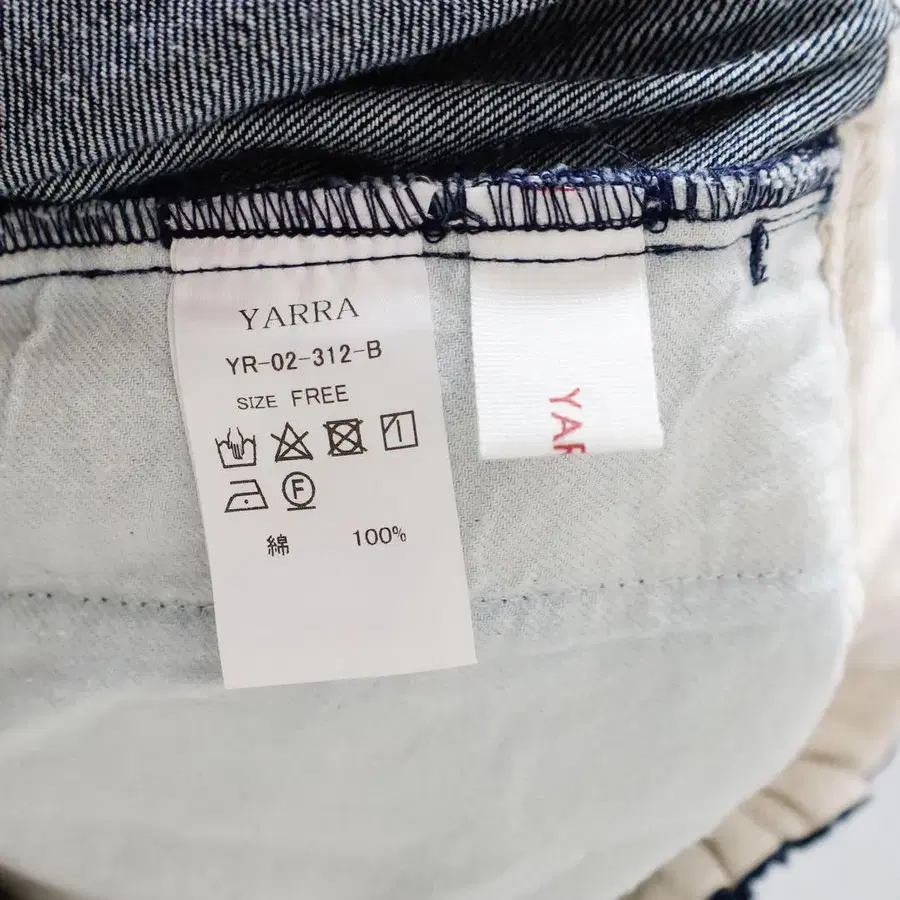 YARRA
YR-02-312-B
SIZE FREE
F
綿 100%
YAR